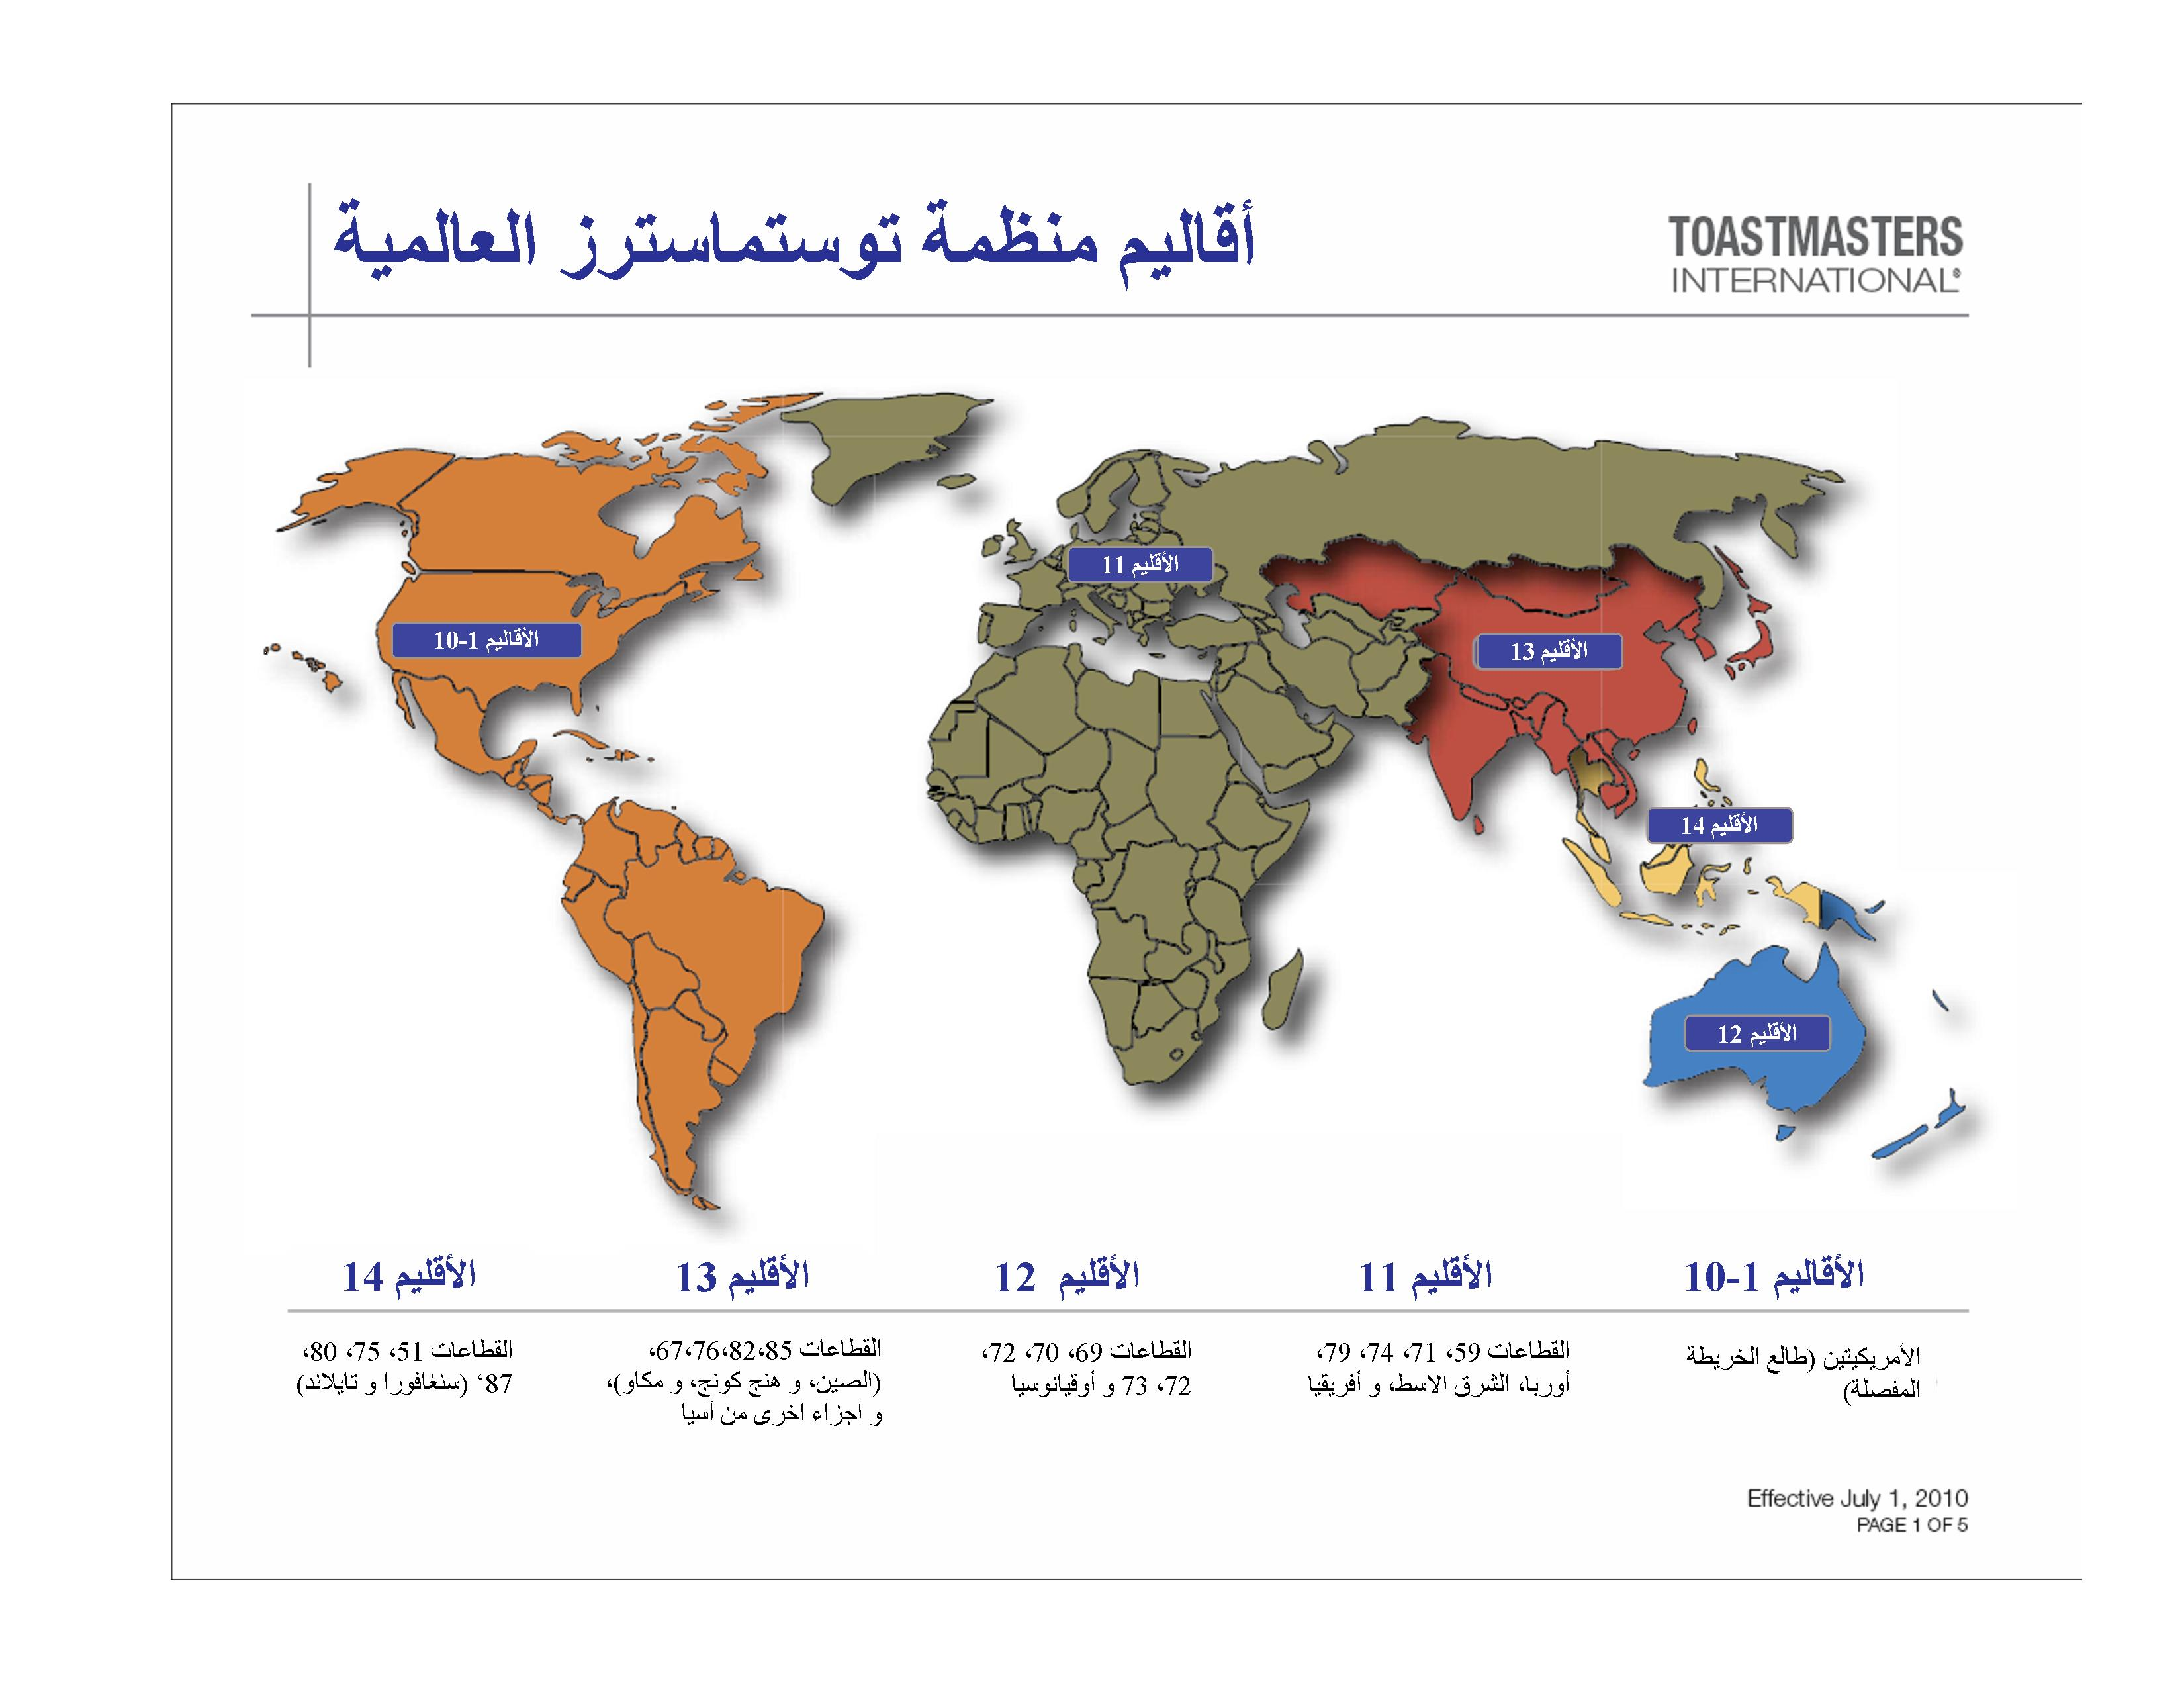 أقاليم منظمة توستماسترز العالمية
TOASTMASTERS
INTERNATIONAL®
الأقليم 11
الأقاليم 1-10
الأقليم 13
الأقليم 14
الأقليم 12
الأقاليم 1-10
الأمريكيتين (طالع الخريطة
المفصلة)
الأقليم 11
القطاعات 59، 71، 74، 79،
أوربا، الشرق الاسط، و أفريقيا
الأقليم 12
القطاعات 69، 70، 72،
72، 73 و أوقيانوسيا
الأقليم 13
القطاعات 85،82،76،67،
(الصين، و هنج كونج، و مكاو)،
و اجزاء اخرى من آسيا
الأقليم 14
القطاعات 51، 75، 80،
87‘ (سنغافورا و تايلاند)
Effective July 1, 2010
PAGE 1 OF 5